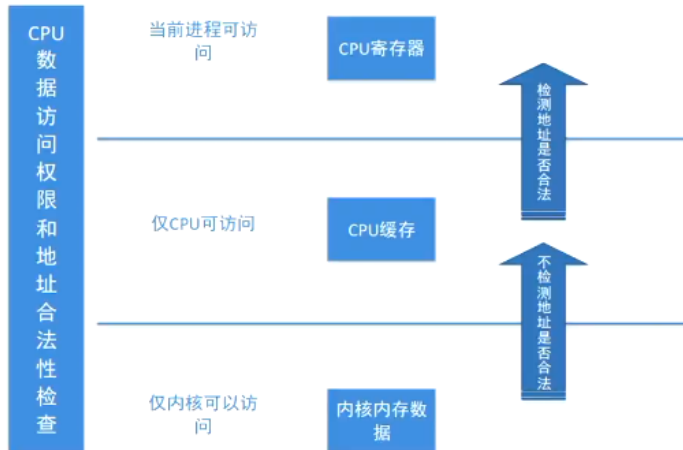 CPU
数
据
访
问
权
限
和
地
址
合
法
性
检
查
当前进程可访
问
CPU寄存器
检测地址是否合法
仅CPU可访问
CPU缓存
不检测地址是否合法
仅内核可以访
问
内核内存数
据